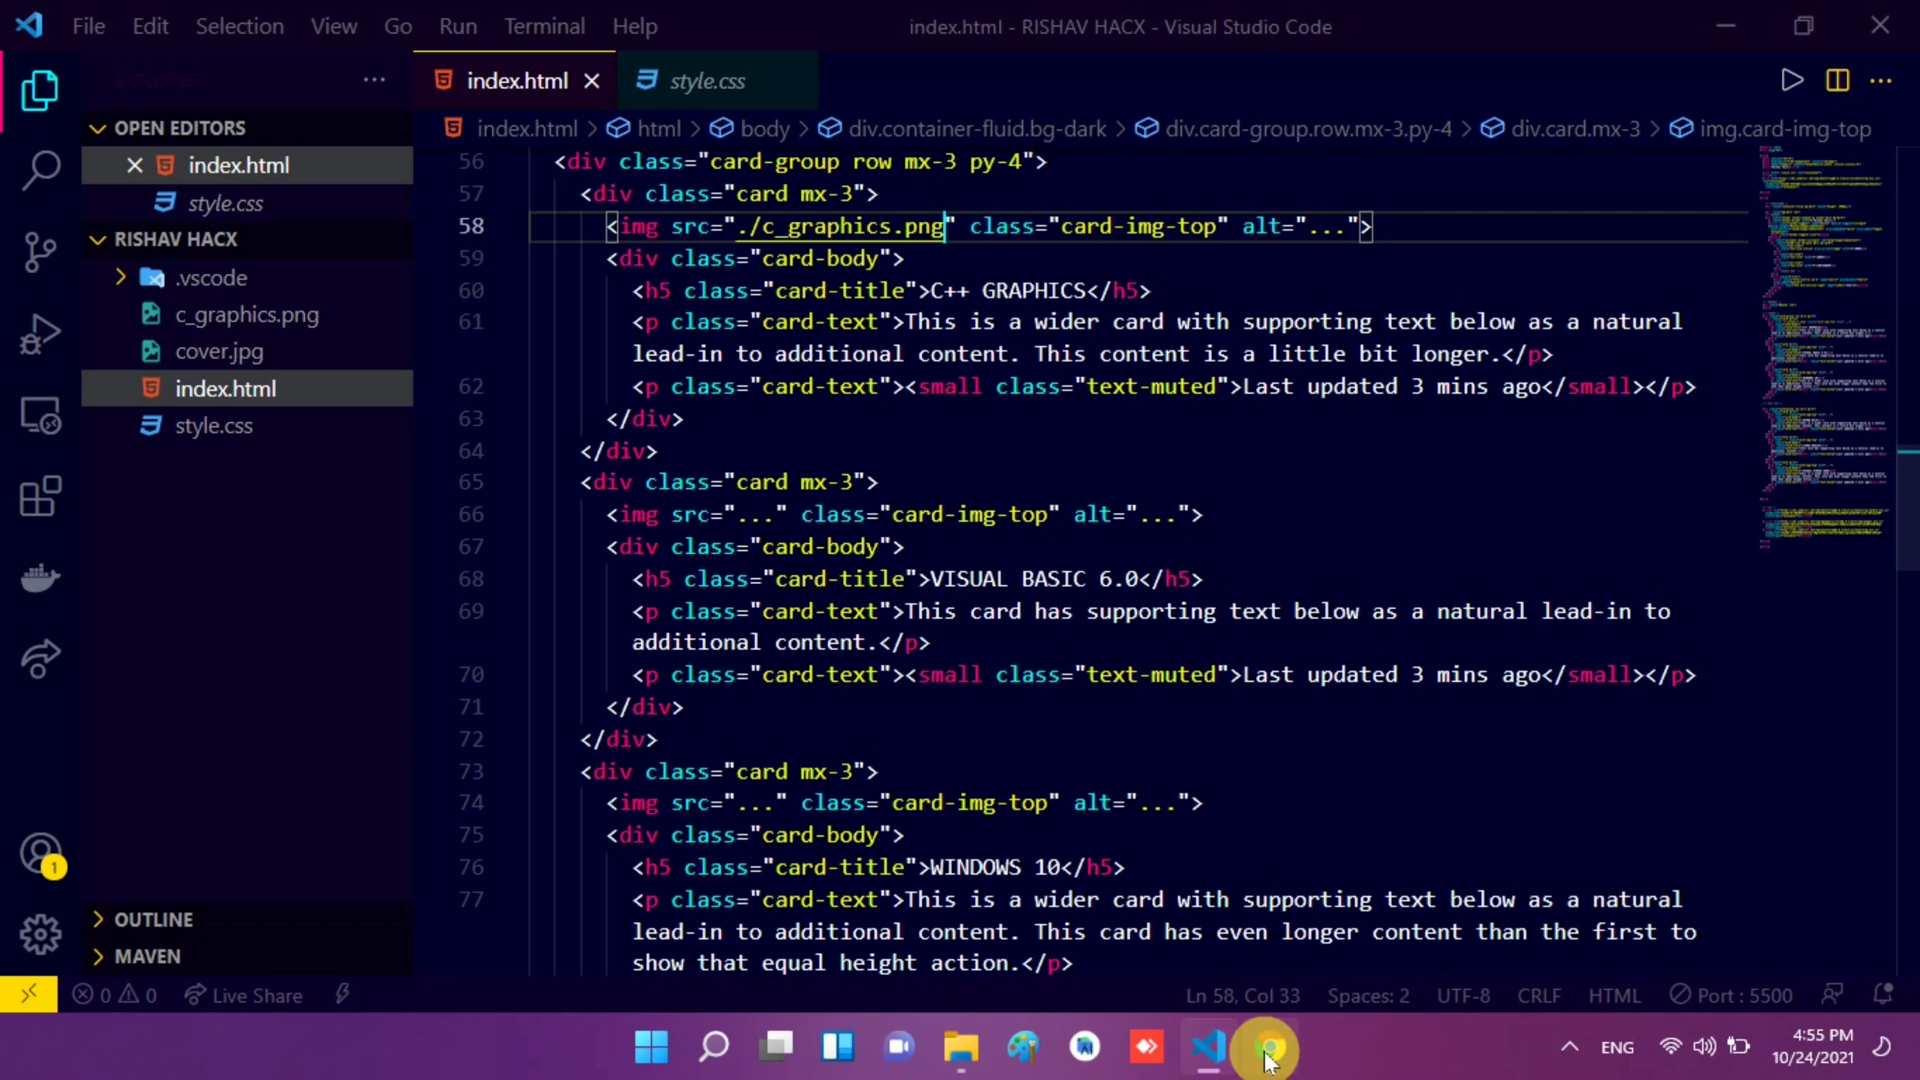 File Edit Selection View Go Run Terminal Help
index.html - RISHAV HACX - Visual Studio Code
index.html style.css
OPEN EDITORS
index.html
style.css
RISHAV HACX
.vscode
c_graphics.png
cover.jpg
index.html
style.css
1
OUTLINE
MAVEN
index.html > html > body > div.container-fluid.bg-dark > div.card-group.row.mx-3.py-4 > div.card.mx-3 > img.card-img-top
56 <div class="card-group row mx-3 py-4">
57 <div class="card mx-3">
58 <img src="./c_graphics.png" class="card-img-top" alt="...">
59 <div class="card-body">
60 <h5 class="card-title">C++ GRAPHICS</h5>
61 <p class="card-text">This is a wider card with supporting text below as a natural
lead-in to additional content. This content is a little bit longer.</p>
62 <p class="card-text"><small class="text-muted">Last updated 3 mins ago</small></p>
63 </div>
64 </div>
65 <div class="card mx-3">
66 <img src="..." class="card-img-top" alt="...">
67 <div class="card-body">
68 <h5 class="card-title">VISUAL BASIC 6.0</h5>
69 <p class="card-text">This card has supporting text below as a natural lead-in to
additional content.</p>
70 <p class="card-text"><small class="text-muted">Last updated 3 mins ago</small></p>
71 </div>
72 </div>
73 <div class="card mx-3">
74 <img src="..." class="card-img-top" alt="...">
75 <div class="card-body">
76 <h5 class="card-title">WINDOWS 10</h5>
77 <p class="card-text">This is a wider card with supporting text below as a natural
lead-in to additional content. This card has even longer content than the first to
show that equal height action.</p>
0 0 Live Share Ln 58, Col 33 Spaces: 2 UTF-8 CRLF HTML Port : 5500
ENG
4:55 PM
10/24/2021